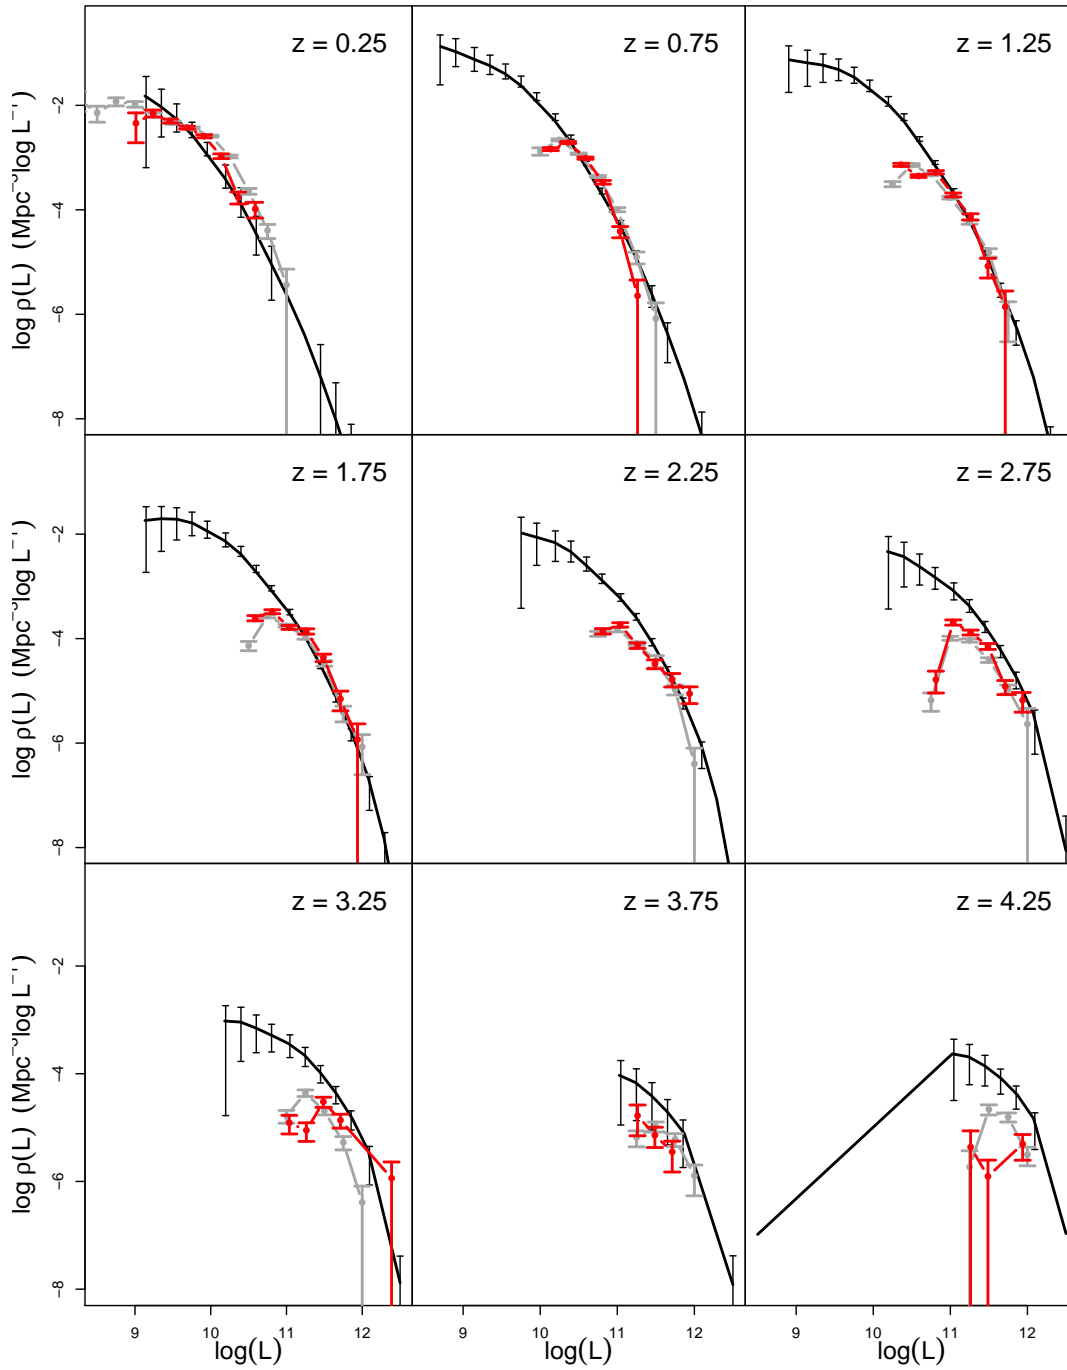 z = 0.25
z = 0.75
z = 1.25
log ρ(L) (Mpc⁻³log L⁻¹)
-2
-4
-6
-8
z = 1.75
z = 2.25
z = 2.75
log ρ(L) (Mpc⁻³log L⁻¹)
-2
-4
-6
-8
z = 3.25
z = 3.75
z = 4.25
log ρ(L) (Mpc⁻³log L⁻¹)
-2
-4
-6
-8
9 10 11 12 9 10 11 12 9 10 11 12
log(L) log(L) log(L)